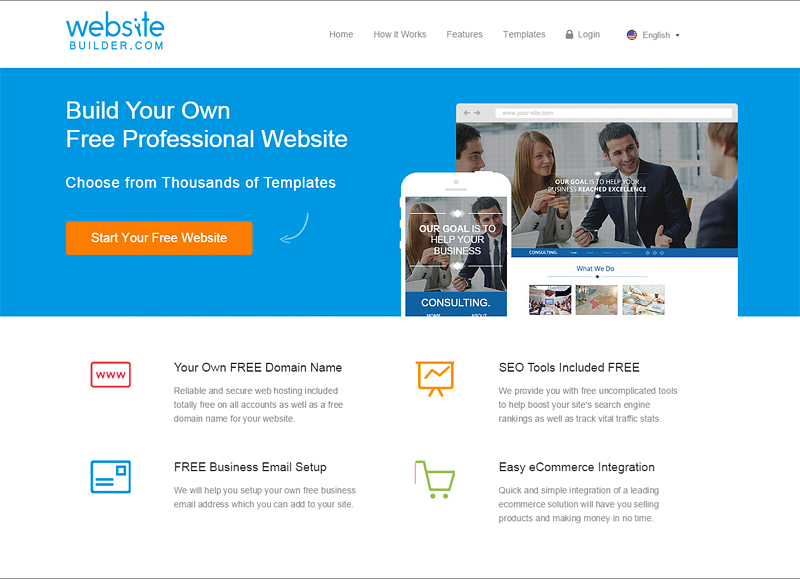 website
BUILDER.COM
Home How it Works Features Templates Login English
Build Your Own
Free Professional Website
Choose from Thousands of Templates
Start Your Free Website
www.your-site.com
OUR GOAL IS TO HELP YOUR
BUSINESS REACHED EXCELLENCE
CONSULTING.
What We Do
OUR GOAL IS TO
HELP YOUR
BUSINESS
CONSULTING.
HOME ABOUT
www
Your Own FREE Domain Name
Reliable and secure web hosting included
totally free on all accounts as well as a free
domain name for your website.
SEO Tools Included FREE
We provide you with free uncomplicated tools
to help boost your site's search engine
rankings as well as track vital traffic stats.
FREE Business Email Setup
We will help you setup your own free business
email address which you can add to your site.
Easy eCommerce Integration
Quick and simple integration of a leading
ecommerce solution will have you selling
products and making money in no time.